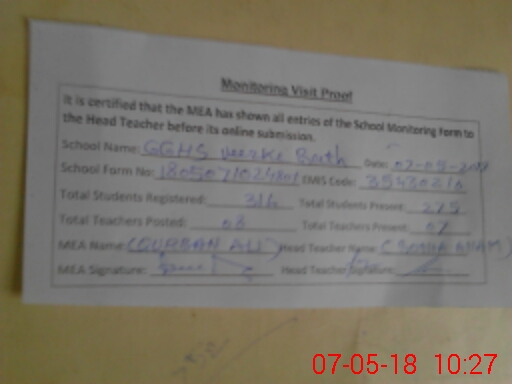 Monitoring Visit Proof
It is certified that the MEA has shown all entries of the School Monitoring Form to
the Head Teacher before its online submission.
School Name: GGHS Date: 07-05-
School Form No: EMIS Code: 35430210
Total Students Registered: 316 Total Students Present: 275
Total Teachers Posted: 08 Total Teachers Present: 07
MEA Name: (QURBAN ALI) Head Teacher Name:
MEA Signature: Head Teacher Signature:
07-05-18 10:27